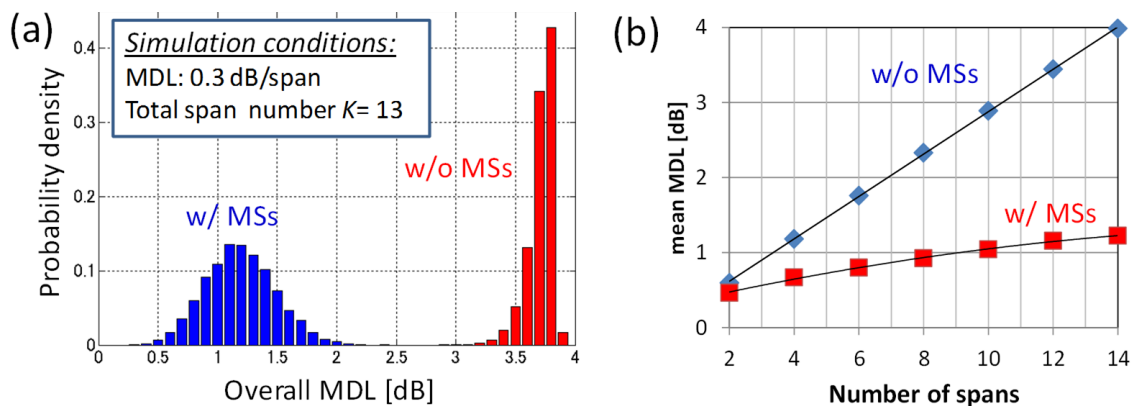 (a)
Simulation conditions:
MDL: 0.3 dB/span
Total span number K= 13
w/o MSs
w/ MSs
Probability density
0.4
0.3
0.2
0.1
0
0 0.5 1 1.5 2 2.5 3 3.5 4
Overall MDL [dB]
(b)
w/o MSs
w/ MSs
mean MDL [dB]
4
3
2
1
0
2 4 6 8 10 12 14
Number of spans